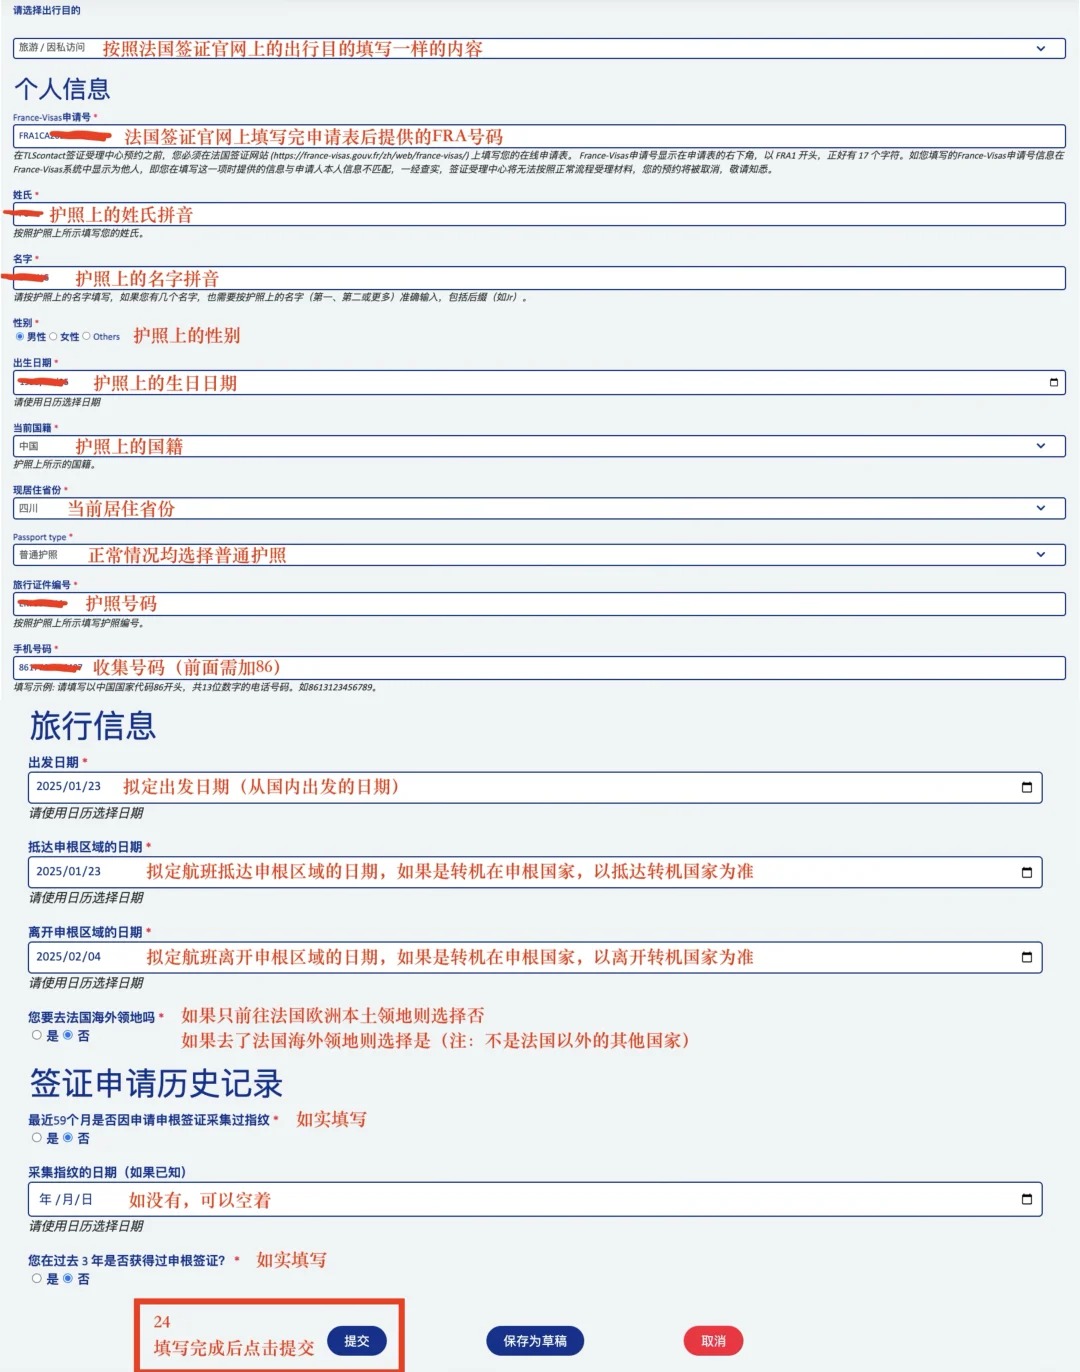 请选择出行目的
旅游 / 因私访问 按照法国签证官网上的出行目的填写一样的内容
个人信息
France-Visas申请号 *
FRA1CA 法国签证官网上填写完申请表后提供的FRA号码
在TLScontact签证受理中心预约之前，您必须在法国签证网站 (https://france-visas.gouv.fr/zh/web/france-visas/) 上填写您的在线申请表。 France-Visas申请号显示在申请表的右下角，以 FRA1 开头，正好有 17 个字符。如您填写的France-Visas申请号信息在
France-Visas系统中显示为他人，即您在填写这一项时提供的信息与申请人本人信息不匹配，一经查实，签证受理中心将无法按照正常流程受理材料，您的预约将被取消，敬请知悉。
姓氏 *
护照上的姓氏拼音
按照护照上所示填写您的姓氏。
名字 *
护照上的名字拼音
请按护照上的名字填写，如果您有几个名字，也需要按护照上的名字（第一、第二或更多）准确输入，包括后缀（如Jr）。
性别 *
男性 女性 Others 护照上的性别
出生日期 *
护照上的生日日期
请使用日历选择日期
当前国籍 *
中国 护照上的国籍
护照上所示的国籍。
现居住省份 *
四川 当前居住省份
Passport type *
普通护照 正常情况均选择普通护照
旅行证件编号 *
护照号码
按照护照上所示填写护照编号。
手机号码 *
861 收集号码（前面需加86）
填写示例: 请填写以中国国家代码86开头，共13位数字的电话号码。如8613123456789。
旅行信息
出发日期 *
2025/01/23 拟定出发日期（从国内出发的日期）
请使用日历选择日期
抵达申根区域的日期 *
2025/01/23 拟定航班抵达申根区域的日期，如果是转机在申根国家，以抵达转机国家为准
请使用日历选择日期
离开申根区域的日期 *
2025/02/04 拟定航班离开申根区域的日期，如果是转机在申根国家，以离开转机国家为准
请使用日历选择日期
您要去法国海外领地吗 * 如果只前往法国欧洲本土领地则选择否
是 否 如果去了法国海外领地则选择是（注：不是法国以外的其他国家）
签证申请历史记录
最近59个月是否因申请申根签证采集过指纹 * 如实填写
是 否
采集指纹的日期（如果已知）
年 /月/日 如没有，可以空着
请使用日历选择日期
您在过去 3 年是否获得过申根签证？ * 如实填写
是 否
24
填写完成后点击提交 提交 保存为草稿 取消